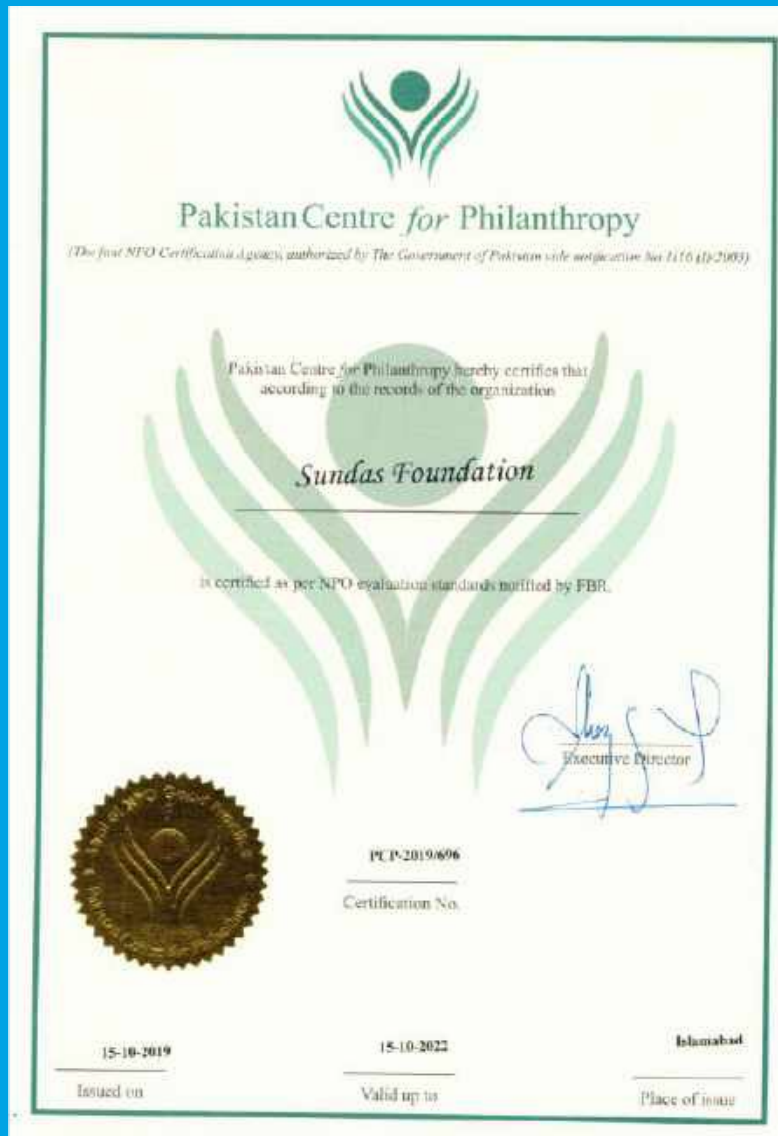 Pakistan Centre for Philanthropy
(The first NPO Certification Agency, authorized by The Government of Pakistan vide notification No 1116 (I)/2003)
Pakistan Centre for Philanthropy hereby certifies that
according to the records of the organization
Sundas Foundation
is certified as per NPO evaluation standards notified by FBR.
Executive Director
PCP-2019/696
Certification No.
15-10-2019
Issued on
15-10-2022
Valid up to
Islamabad
Place of issue